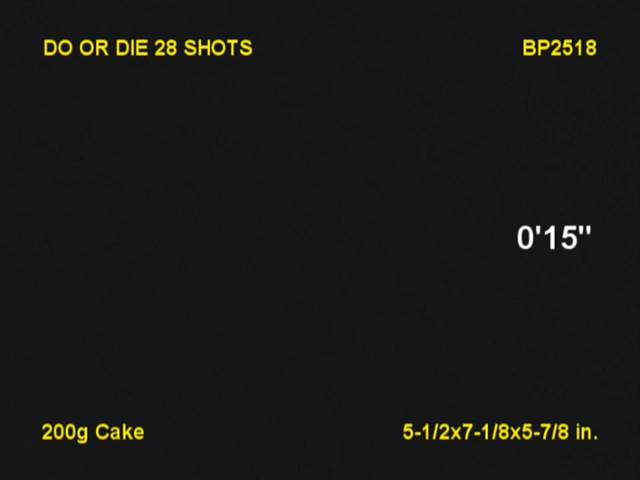 DO OR DIE 28 SHOTS
BP2518
0'15"
200g Cake
5-1/2x7-1/8x5-7/8 in.